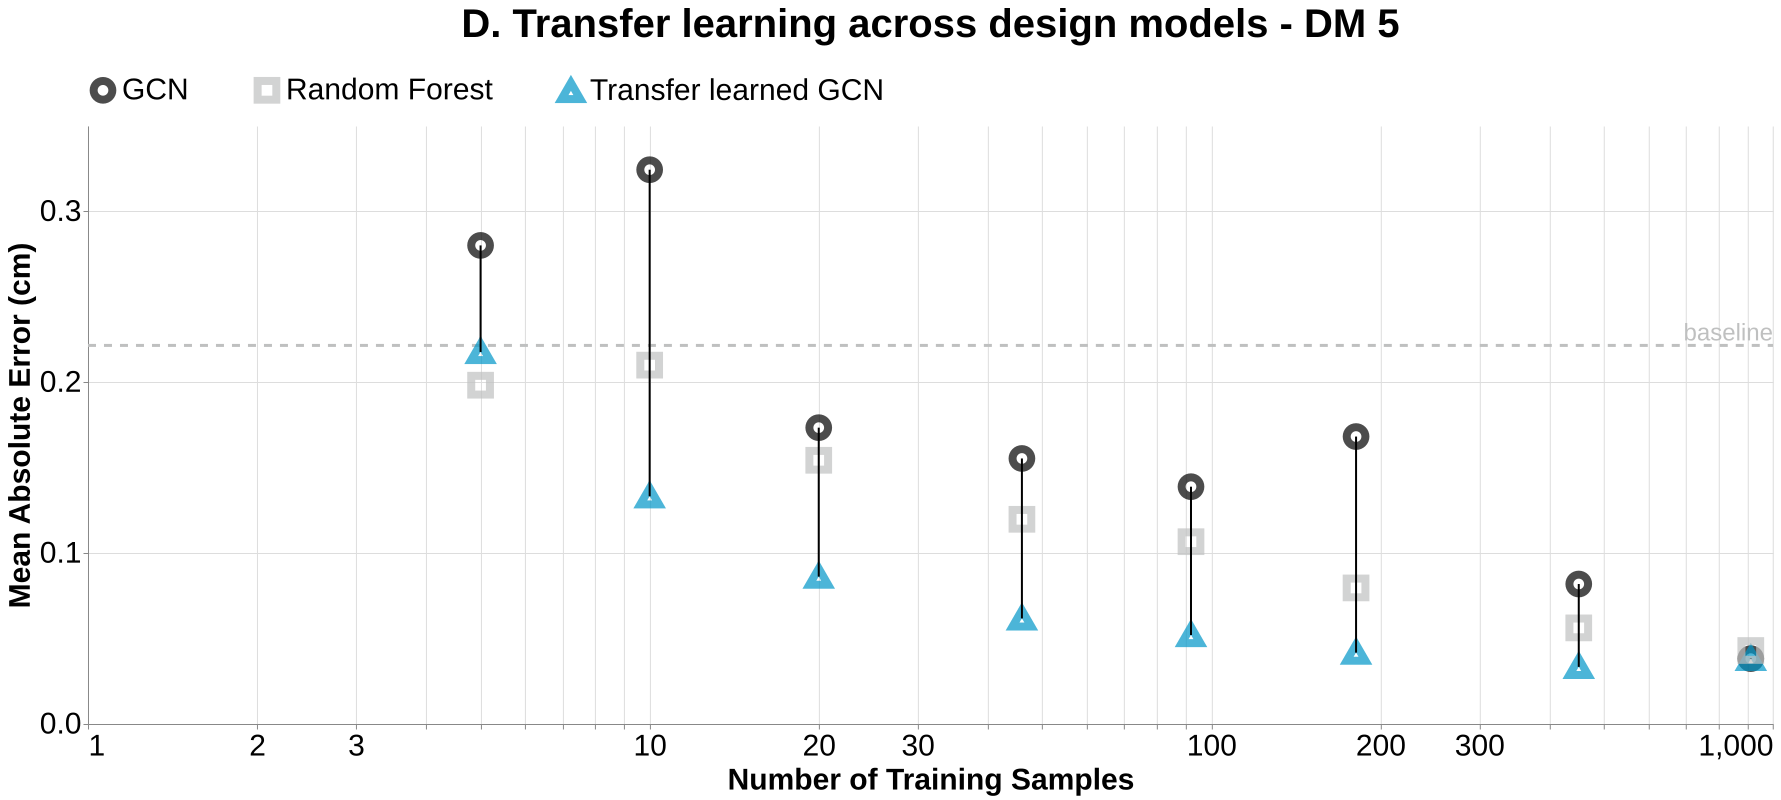 D. Transfer learning across design models - DM 5
GCN
Random Forest
Transfer learned GCN
Mean Absolute Error (cm)
0.3
0.2
0.1
0.0
baseline
1
2
3
10
20
30
100
200
300
1,000
Number of Training Samples